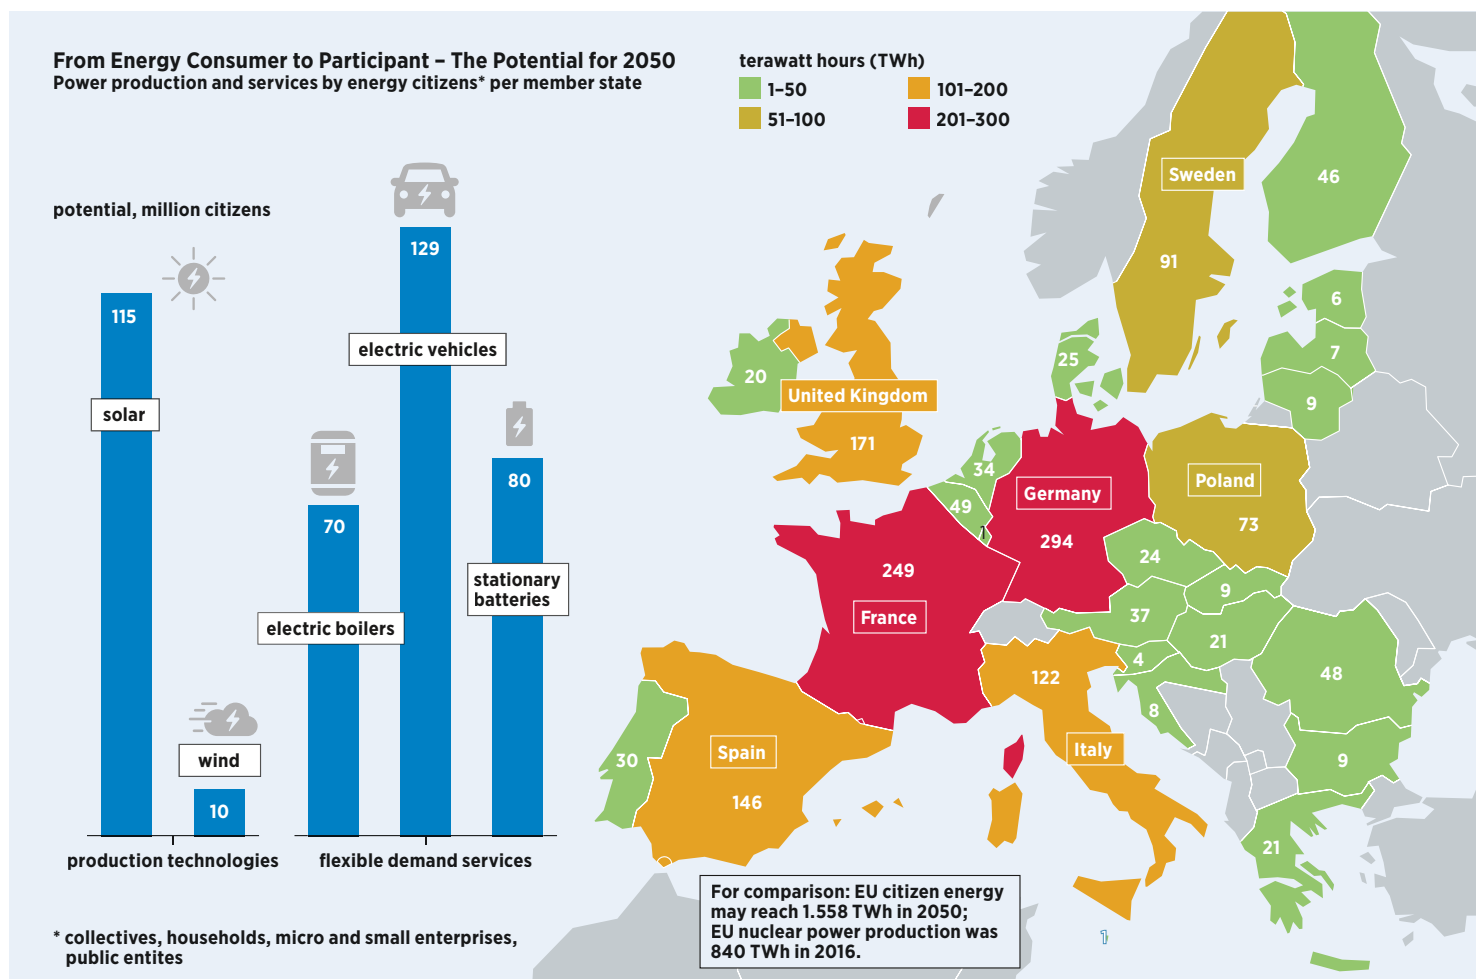 From Energy Consumer to Participant – The Potential for 2050
Power production and services by energy citizens* per member state
terawatt hours (TWh)
1–50
101–200
51–100
201–300
potential, million citizens
115
solar
wind
10
production technologies
70
electric boilers
129
electric vehicles
80
stationary
batteries
flexible demand services
* collectives, households, micro and small enterprises,
public entites
Sweden
91
46
6
7
9
25
20
United Kingdom
171
34
49
1
Germany
294
Poland
73
24
9
37
21
4
8
48
9
21
249
France
122
Italy
30
Spain
146
1
For comparison: EU citizen energy
may reach 1.558 TWh in 2050;
EU nuclear power production was
840 TWh in 2016.